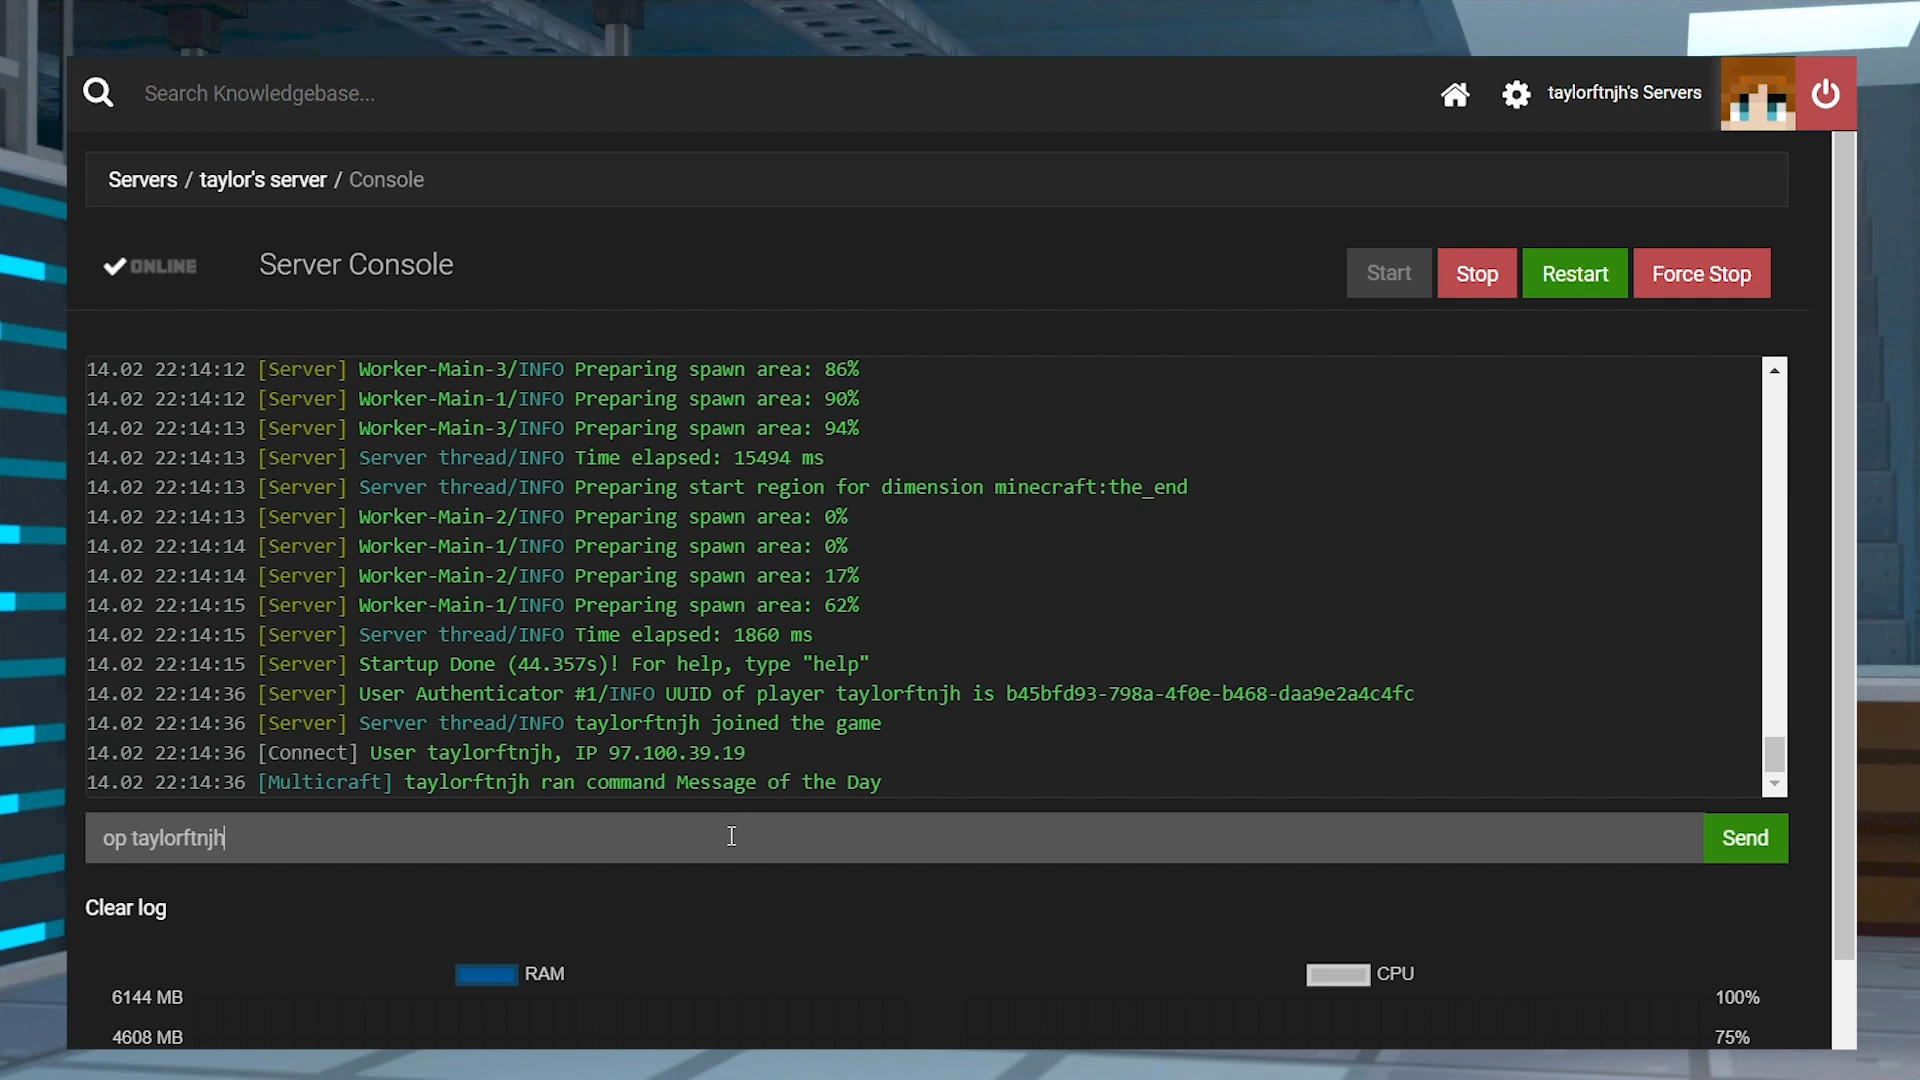 Search Knowledgebase...
taylorftnjh's Servers
Servers / taylor's server / Console
ONLINE
Server Console
Start
Stop
Restart
Force Stop
14.02 22:14:12 [Server] Worker-Main-3/INFO Preparing spawn area: 86%
14.02 22:14:12 [Server] Worker-Main-1/INFO Preparing spawn area: 90%
14.02 22:14:13 [Server] Worker-Main-3/INFO Preparing spawn area: 94%
14.02 22:14:13 [Server] Server thread/INFO Time elapsed: 15494 ms
14.02 22:14:13 [Server] Server thread/INFO Preparing start region for dimension minecraft:the_end
14.02 22:14:13 [Server] Worker-Main-2/INFO Preparing spawn area: 0%
14.02 22:14:14 [Server] Worker-Main-1/INFO Preparing spawn area: 0%
14.02 22:14:14 [Server] Worker-Main-2/INFO Preparing spawn area: 17%
14.02 22:14:15 [Server] Worker-Main-1/INFO Preparing spawn area: 62%
14.02 22:14:15 [Server] Server thread/INFO Time elapsed: 1860 ms
14.02 22:14:15 [Server] Startup Done (44.357s)! For help, type "help"
14.02 22:14:36 [Server] User Authenticator #1/INFO UUID of player taylorftnjh is b45bfd93-798a-4f0e-b468-daa9e2a4c4fc
14.02 22:14:36 [Server] Server thread/INFO taylorftnjh joined the game
14.02 22:14:36 [Connect] User taylorftnjh, IP 97.100.39.19
14.02 22:14:36 [Multicraft] taylorftnjh ran command Message of the Day
op taylorftnjh
Send
Clear log
RAM
CPU
6144 MB
100%
4608 MB
75%